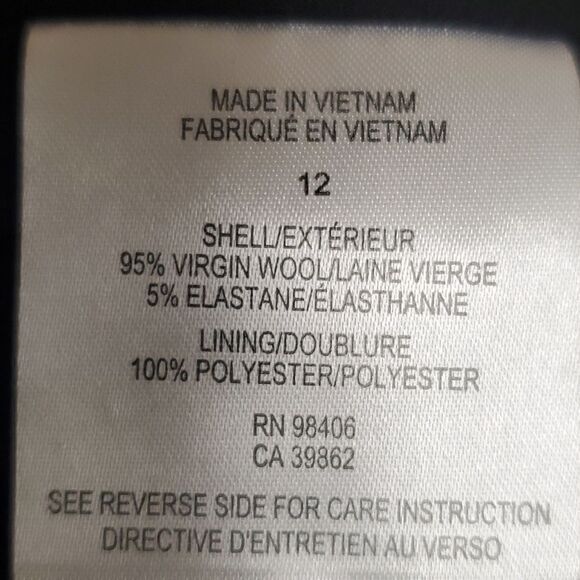 MADE IN VIETNAM
FABRIQUÉ EN VIETNAM
12
SHELL/EXTÉRIEUR
95% VIRGIN WOOL/LAINE VIERGE
5% ELASTANE/ÉLASTHANNE
LINING/DOUBLURE
100% POLYESTER/POLYESTER
RN 98406
CA 39862
SEE REVERSE SIDE FOR CARE INSTRUCTION
DIRECTIVE D'ENTRETIEN AU VERSO